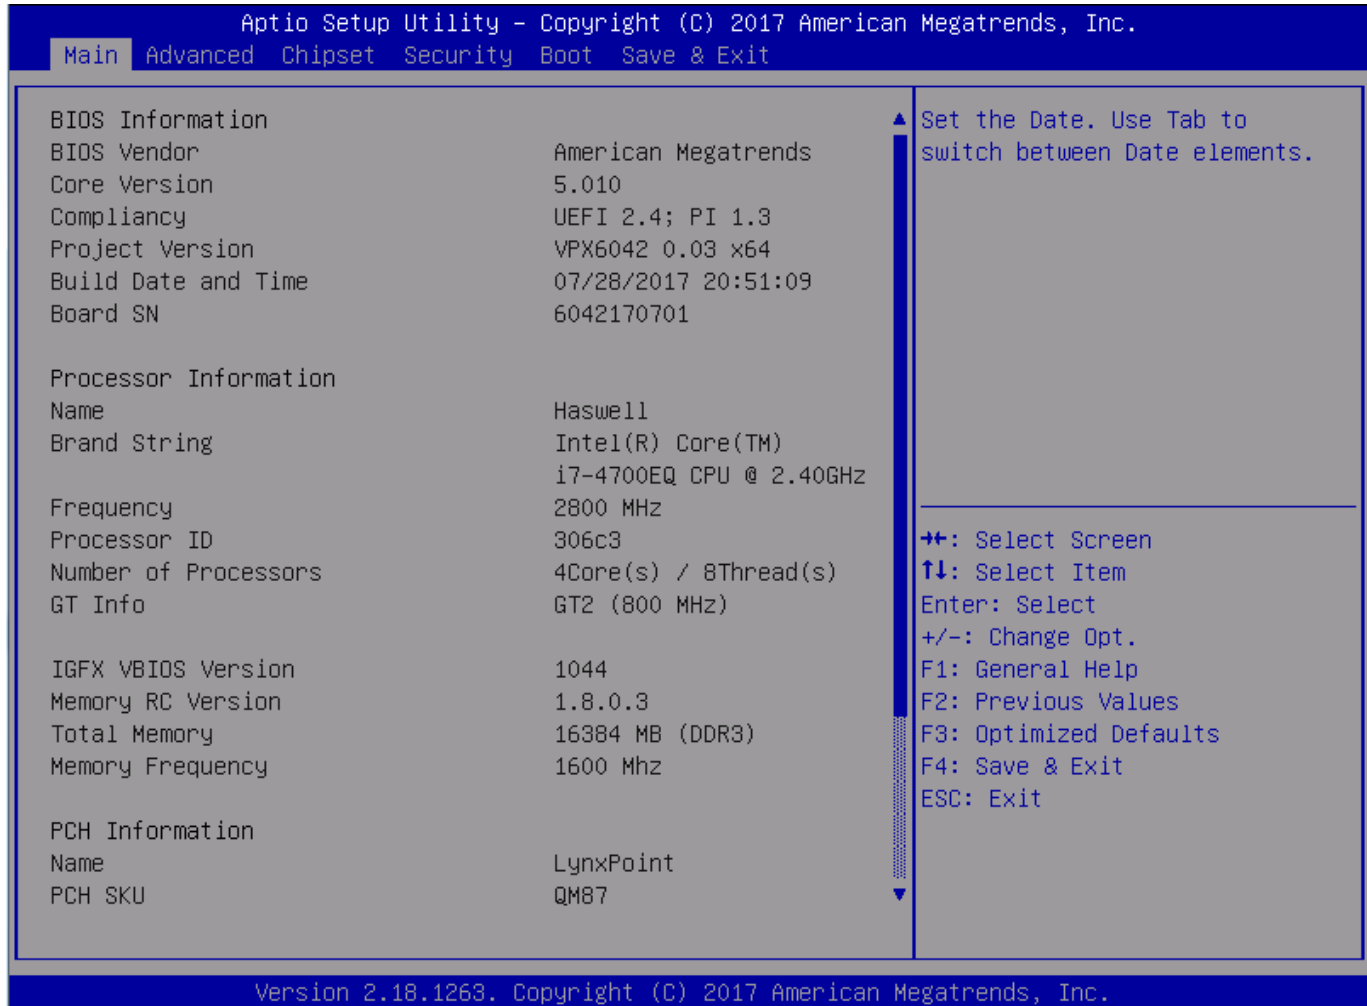 Aptio Setup Utility – Copyright (C) 2017 American Megatrends, Inc.
Main Advanced Chipset Security Boot Save & Exit
BIOS Information
BIOS Vendor American Megatrends
Core Version 5.010
Compliancy UEFI 2.4; PI 1.3
Project Version VPX6042 0.03 x64
Build Date and Time 07/28/2017 20:51:09
Board SN 6042170701
Processor Information
Name Haswell
Brand String Intel(R) Core(TM)
i7-4700EQ CPU @ 2.40GHz
Frequency 2800 MHz
Processor ID 306c3
Number of Processors 4Core(s) / 8Thread(s)
GT Info GT2 (800 MHz)
IGFX VBIOS Version 1044
Memory RC Version 1.8.0.3
Total Memory 16384 MB (DDR3)
Memory Frequency 1600 Mhz
PCH Information
Name LynxPoint
PCH SKU QM87
Set the Date. Use Tab to
switch between Date elements.
→←: Select Screen
↑↓: Select Item
Enter: Select
+/-: Change Opt.
F1: General Help
F2: Previous Values
F3: Optimized Defaults
F4: Save & Exit
ESC: Exit
Version 2.18.1263. Copyright (C) 2017 American Megatrends, Inc.